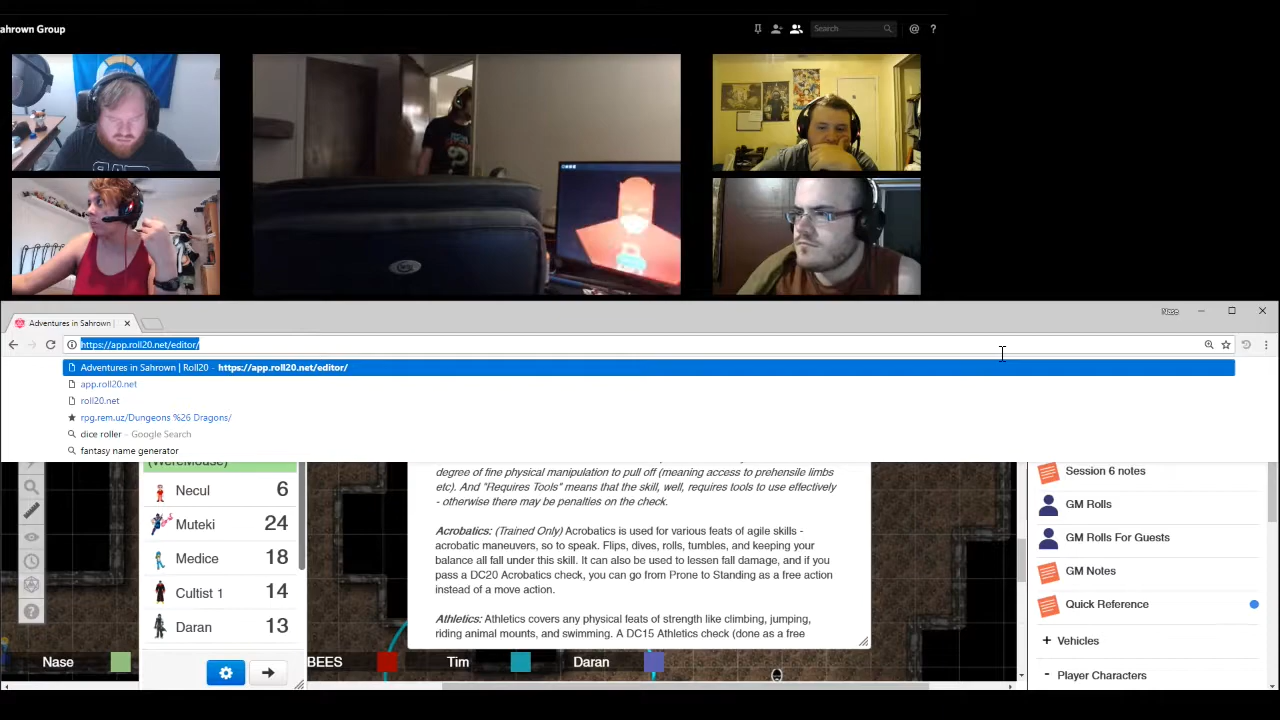 ahrown Group
Search
@ ?
Adventures in Sahrown |
https://app.roll20.net/editor/
Adventures in Sahrown | Roll20 - https://app.roll20.net/editor/
app.roll20.net
roll20.net
rpg.rem.uz/Dungeons %26 Dragons/
dice roller - Google Search
fantasy name generator
(WereMouse)
Necul 6
Muteki 24
Medice 18
Cultist 1 14
Daran 13
degree of fine physical manipulation to pull off (meaning access to prehensile limbs
etc). And "Requires Tools" means that the skill, well, requires tools to use effectively
- otherwise there may be penalties on the check.
Acrobatics: (Trained Only) Acrobatics is used for various feats of agile skills -
acrobatic maneuvers, so to speak. Flips, dives, rolls, tumbles, and keeping your
balance all fall under this skill. It can also be used to lessen fall damage, and if you
pass a DC20 Acrobatics check, you can go from Prone to Standing as a free action
instead of a move action.
Athletics: Athletics covers any physical feats of strength like climbing, jumping,
riding animal mounts, and swimming. A DC15 Athletics check (done as a free
Session 6 notes
GM Rolls
GM Rolls For Guests
GM Notes
Quick Reference
+ Vehicles
- Player Characters
Nase
BEES
Tim
Daran